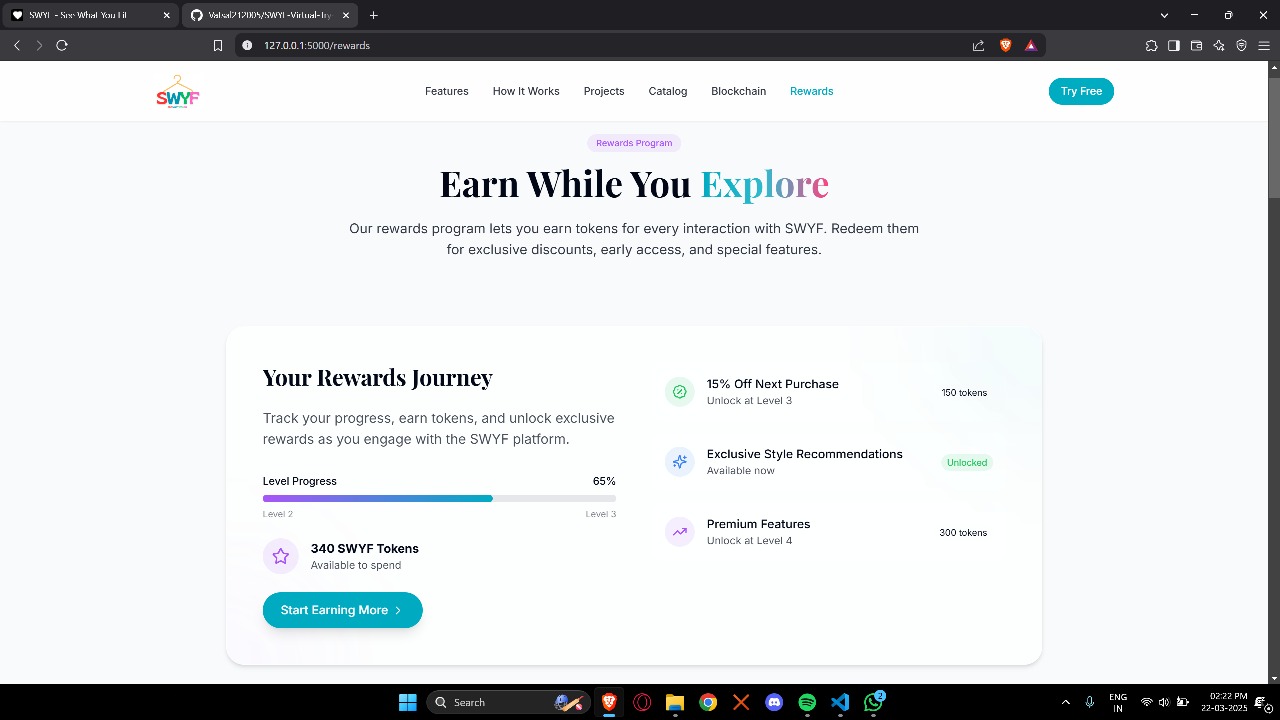 SWYF - See What You Fit
Vatsal212005/SWYF-Virtual-Try
127.0.0.1:5000/rewards
SWYF
Features
How It Works
Projects
Catalog
Blockchain
Rewards
Try Free
Rewards Program
Earn While You Explore
Our rewards program lets you earn tokens for every interaction with SWYF. Redeem them
for exclusive discounts, early access, and special features.
Your Rewards Journey
Track your progress, earn tokens, and unlock exclusive
rewards as you engage with the SWYF platform.
Level Progress
65%
Level 2
Level 3
340 SWYF Tokens
Available to spend
Start Earning More
15% Off Next Purchase
Unlock at Level 3
150 tokens
Exclusive Style Recommendations
Available now
Unlocked
Premium Features
Unlock at Level 4
300 tokens
Search
2
ENG
IN
02:22 PM
22-03-2025